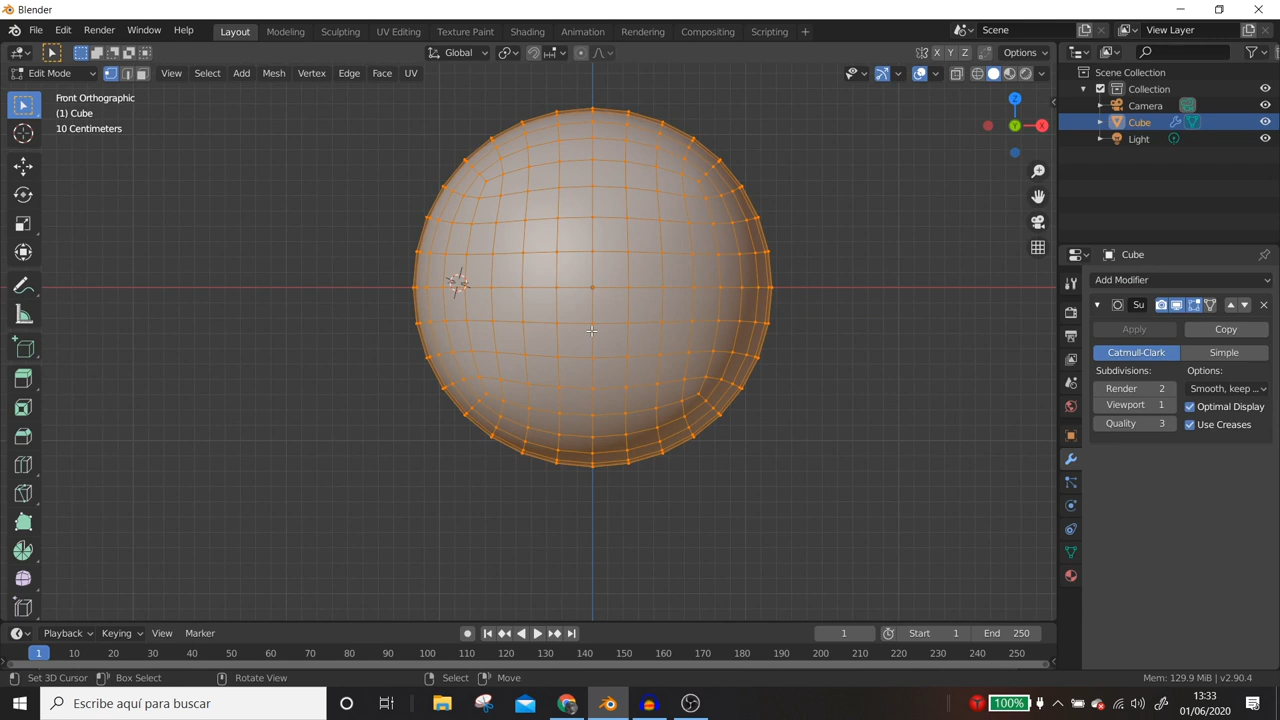 Blender
File Edit Render Window Help Layout Modeling Sculpting UV Editing Texture Paint Shading Animation Rendering Compositing Scripting + Scene View Layer
Global X Y Z Options
Edit Mode View Select Add Mesh Vertex Edge Face UV
Front Orthographic
(1) Cube
10 Centimeters
Z
Y X
Scene Collection
Collection
Camera
Cube
Light
Cube
Add Modifier
Su
Apply Copy
Catmull-Clark Simple
Subdivisions: Options:
Render 2 Smooth, keep ...
Viewport 1 Optimal Display
Quality 3 Use Creases
Playback Keying View Marker 1 Start 1 End 250
1 10 20 30 40 50 60 70 80 90 100 110 120 130 140 150 160 170 180 190 200 210 220 230 240 250
Set 3D Cursor Box Select Rotate View Select Move Mem: 129.9 MiB | v2.90.4
Escribe aquí para buscar 100% 13:33
01/06/2020